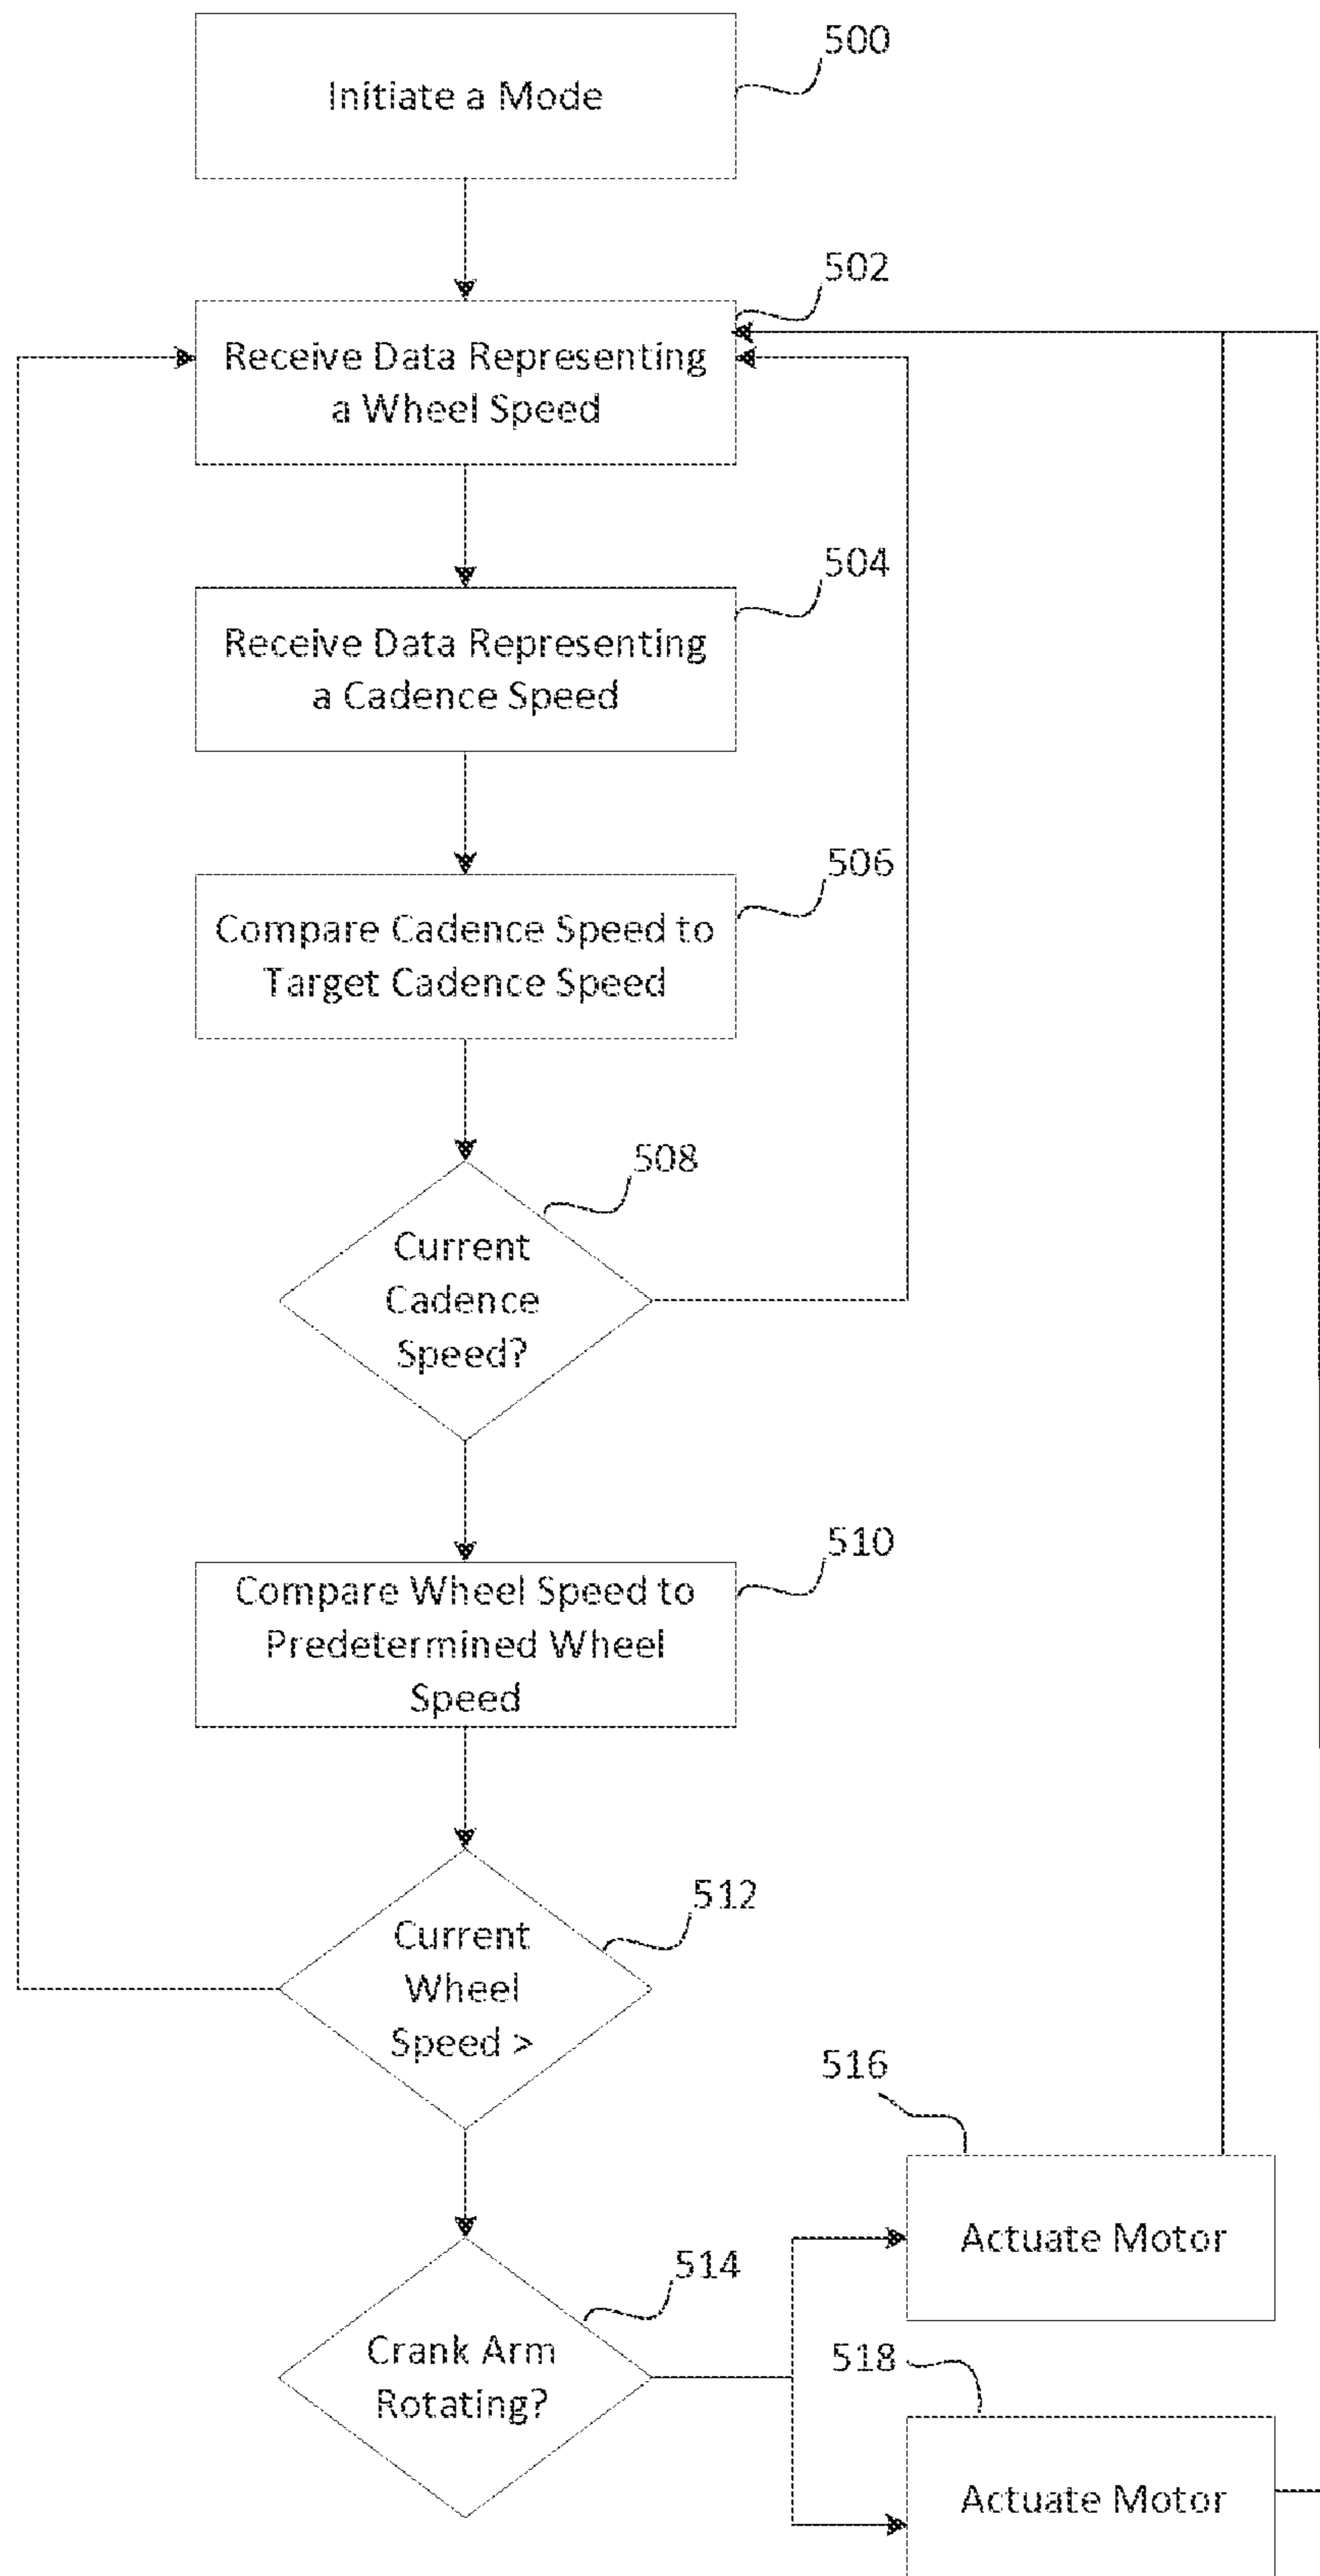 500
Initiate a Mode
502
Receive Data Representing
a Wheel Speed
504
Receive Data Representing
a Cadence Speed
506
Compare Cadence Speed to
Target Cadence Speed
508
Current
Cadence
Speed?
510
Compare Wheel Speed to
Predetermined Wheel
Speed
512
Current
Wheel
Speed >
514
Crank Arm
Rotating?
516
Actuate Motor
518
Actuate Motor